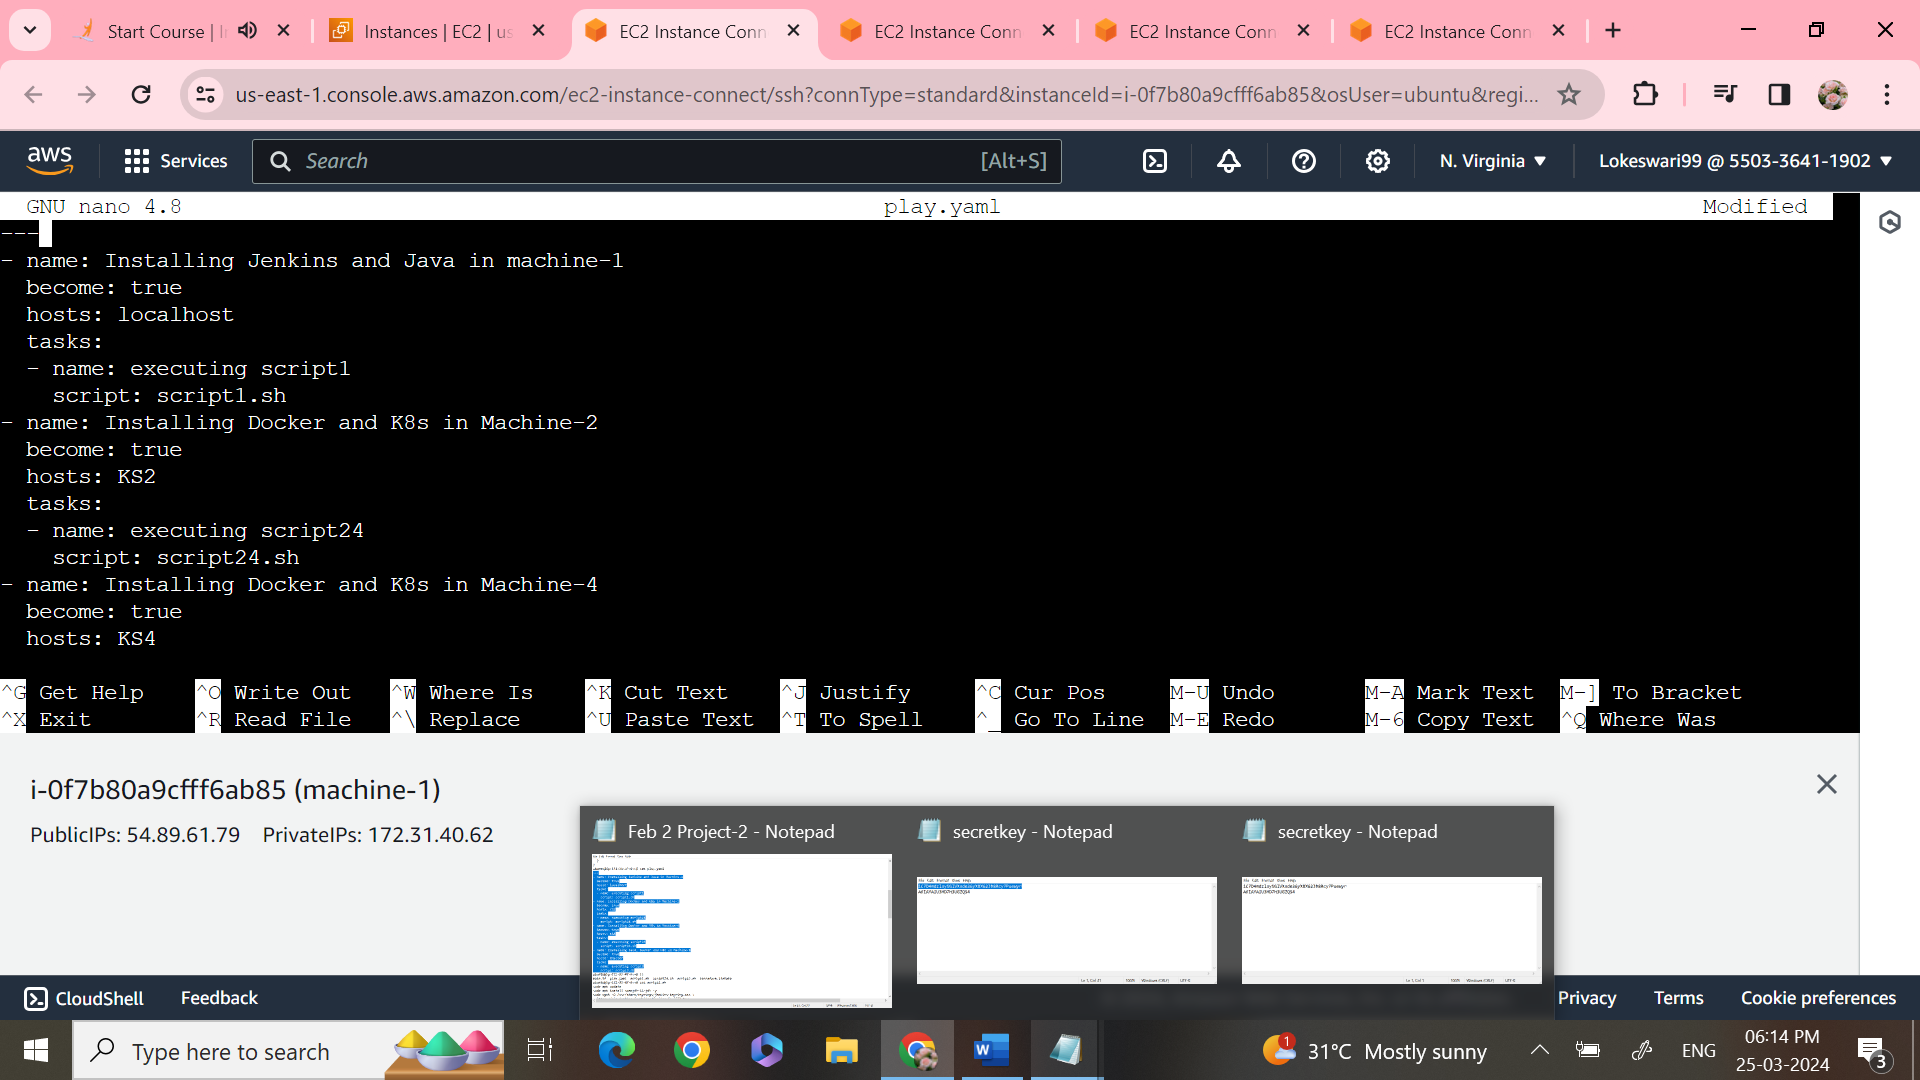 Start Course | I
Instances | EC2 | us
EC2 Instance Conn
EC2 Instance Conn
EC2 Instance Conn
EC2 Instance Conn
us-east-1.console.aws.amazon.com/ec2-instance-connect/ssh?connType=standard&instanceId=i-0f7b80a9cfff6ab85&osUser=ubuntu&regi...
aws
Services
Search
[Alt+S]
N. Virginia
Lokeswari99 @ 5503-3641-1902
GNU nano 4.8 play.yaml Modified
---
- name: Installing Jenkins and Java in machine-1
become: true
hosts: localhost
tasks:
- name: executing script1
script: script1.sh
- name: Installing Docker and K8s in Machine-2
become: true
hosts: KS2
tasks:
- name: executing script24
script: script24.sh
- name: Installing Docker and K8s in Machine-4
become: true
hosts: KS4
^G Get Help ^O Write Out ^W Where Is ^K Cut Text ^J Justify ^C Cur Pos M-U Undo M-A Mark Text M-] To Bracket
^X Exit ^R Read File ^\ Replace ^U Paste Text ^T To Spell ^_ Go To Line M-E Redo M-6 Copy Text ^Q Where Was
i-0f7b80a9cfff6ab85 (machine-1)
PublicIPs: 54.89.61.79 PrivateIPs: 172.31.40.62
Feb 2 Project-2 - Notepad
secretkey - Notepad
secretkey - Notepad
CloudShell
Feedback
Privacy
Terms
Cookie preferences
Type here to search
1
31°C Mostly sunny
ENG
06:14 PM
25-03-2024
3